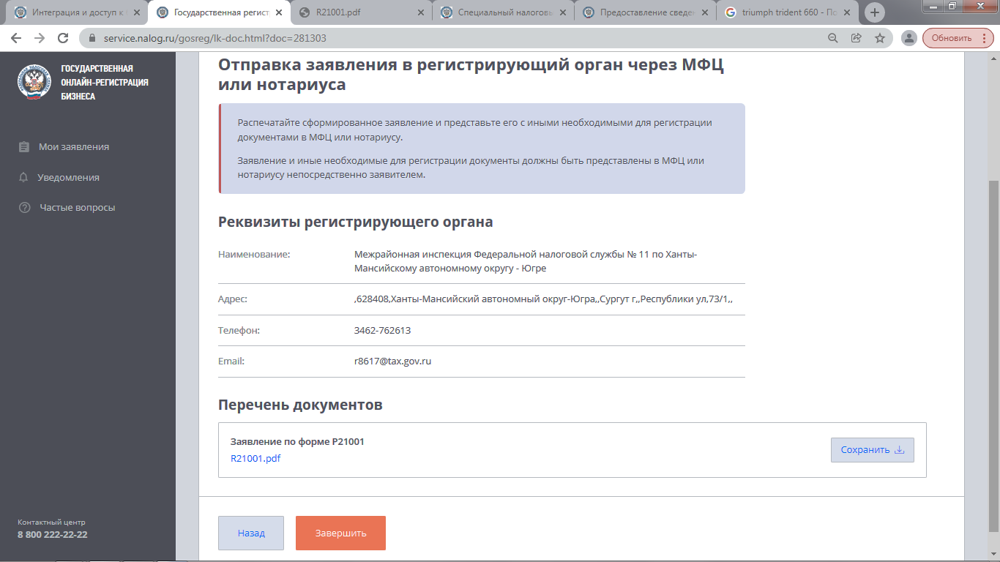 Интеграция и доступ к
Государственная регист
R21001.pdf
Специальный налоговы
Предоставление сведе
triumph trident 660 - По
service.nalog.ru/gosreg/lk-doc.html?doc=281303
Обновить
ГОСУДАРСТВЕННАЯ
ОНЛАЙН-РЕГИСТРАЦИЯ
БИЗНЕСА
Мои заявления
Уведомления
Частые вопросы
Контактный центр
8 800 222-22-22
Отправка заявления в регистрирующий орган через МФЦ
или нотариуса
Распечатайте сформированное заявление и представьте его с иными необходимыми для регистрации
документами в МФЦ или нотариусу.
Заявление и иные необходимые для регистрации документы должны быть представлены в МФЦ или
нотариусу непосредственно заявителем.
Реквизиты регистрирующего органа
Наименование: Межрайонная инспекция Федеральной налоговой службы № 11 по Ханты-
Мансийскому автономному округу - Югре
Адрес: ,628408,Ханты-Мансийский автономный округ-Югра,,Сургут г,,Республики ул,73/1,,
Телефон: 3462-762613
Email: r8617@tax.gov.ru
Перечень документов
Заявление по форме Р21001
R21001.pdf
Сохранить
Назад
Завершить